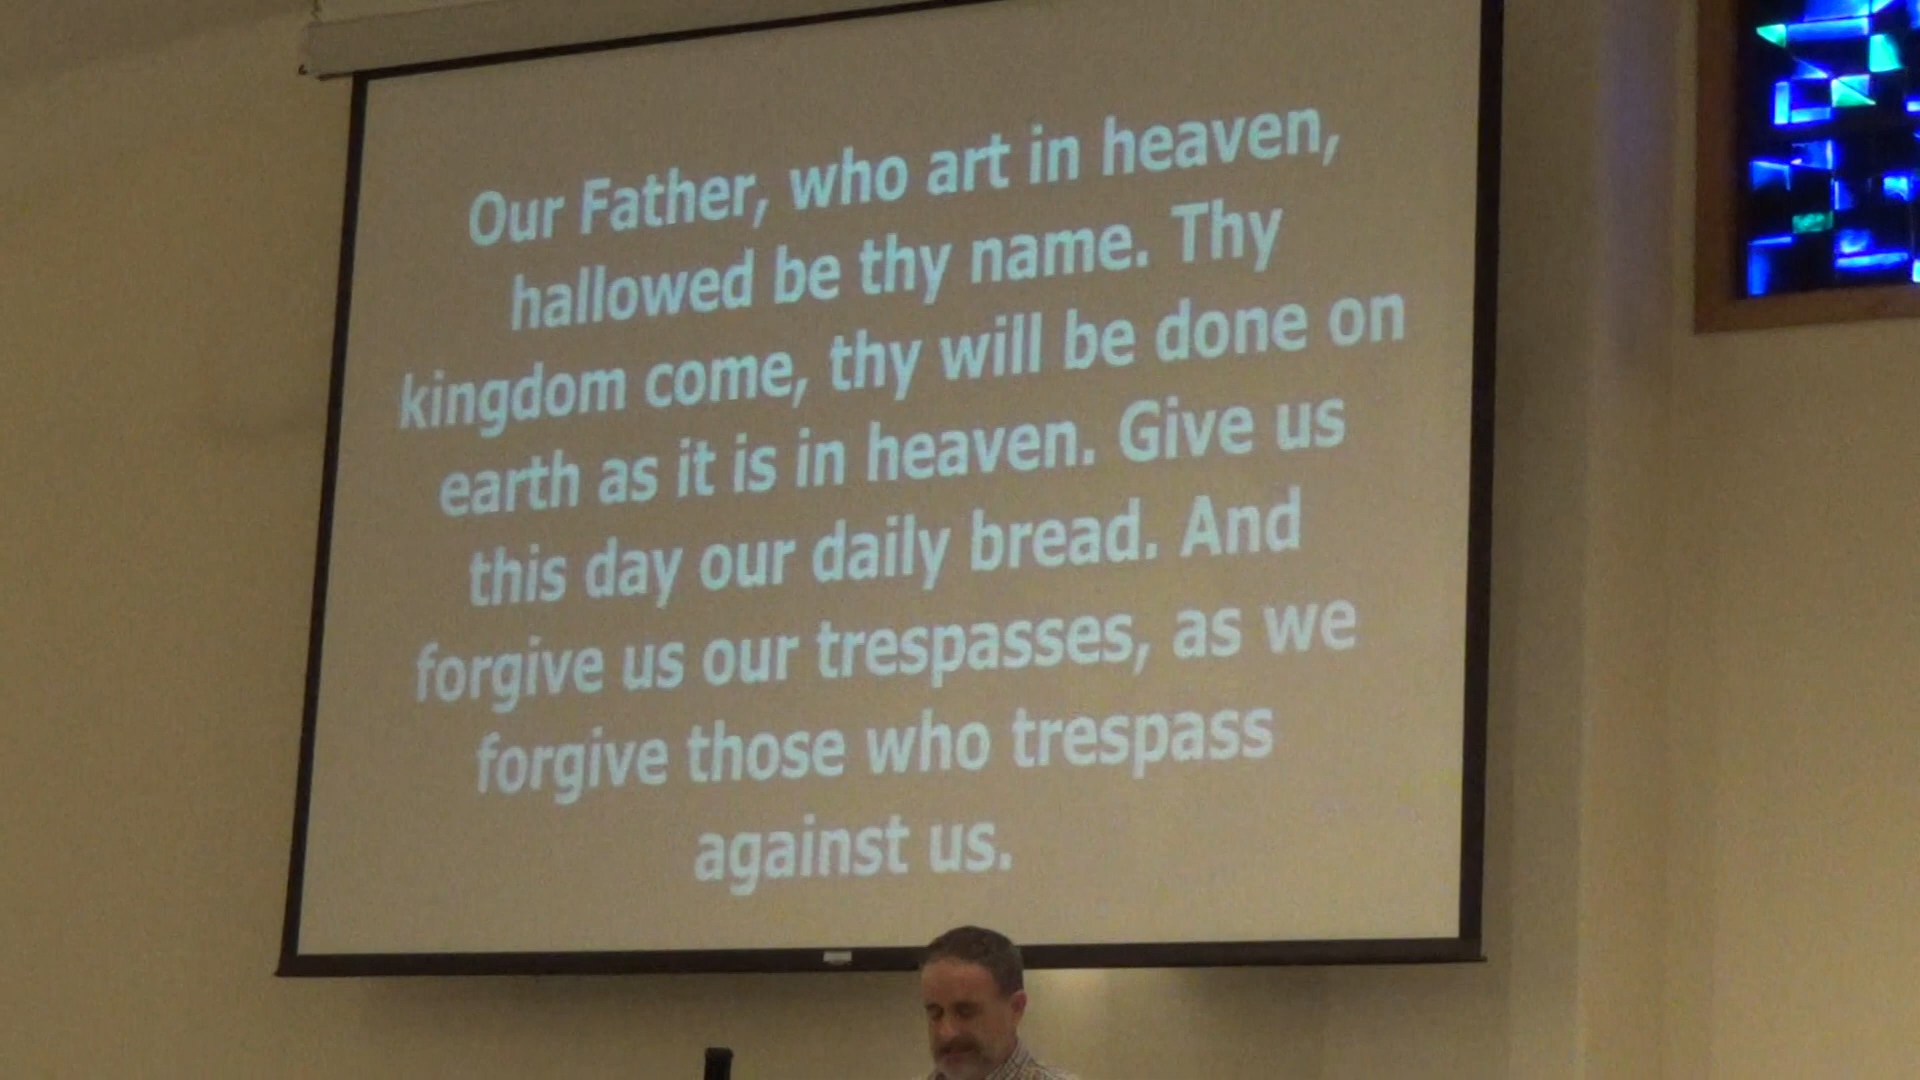 Our Father, who art in heaven,
hallowed be thy name. Thy
kingdom come, thy will be done on
earth as it is in heaven. Give us
this day our daily bread. And
forgive us our trespasses, as we
forgive those who trespass
against us.